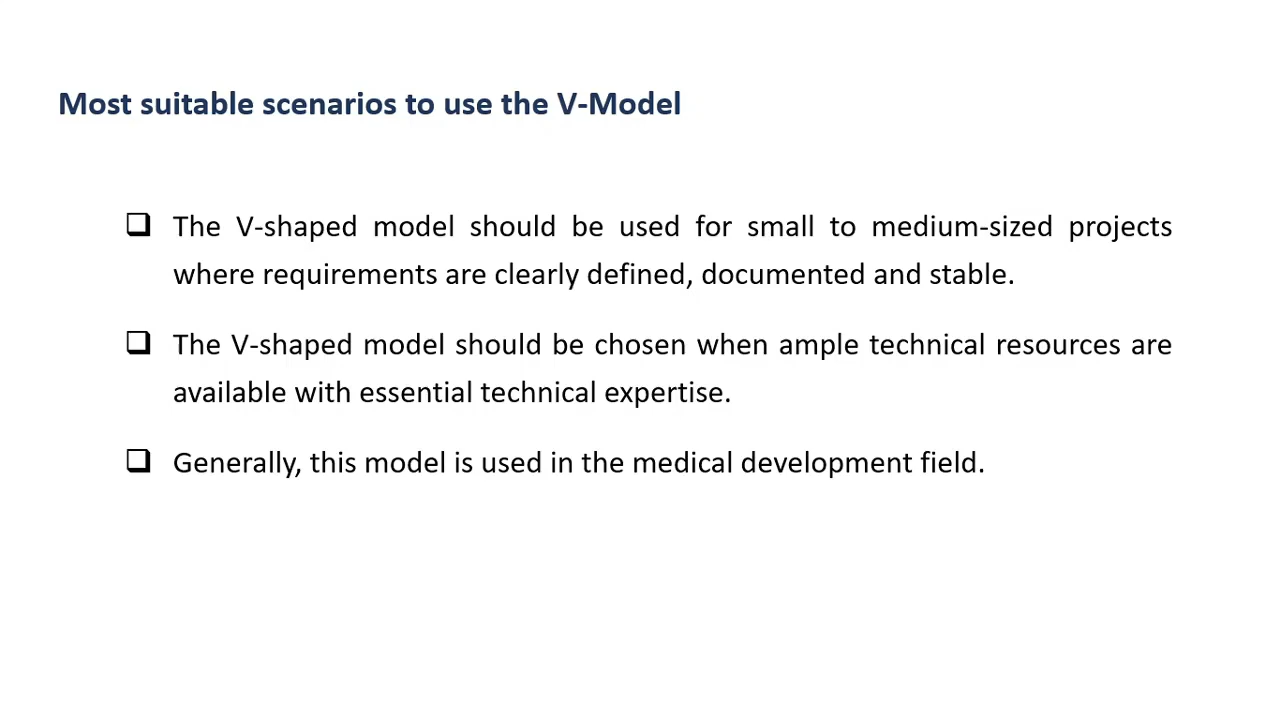 Most suitable scenarios to use the V-Model
❑ The V-shaped model should be used for small to medium-sized projects
where requirements are clearly defined, documented and stable.
❑ The V-shaped model should be chosen when ample technical resources are
available with essential technical expertise.
❑ Generally, this model is used in the medical development field.